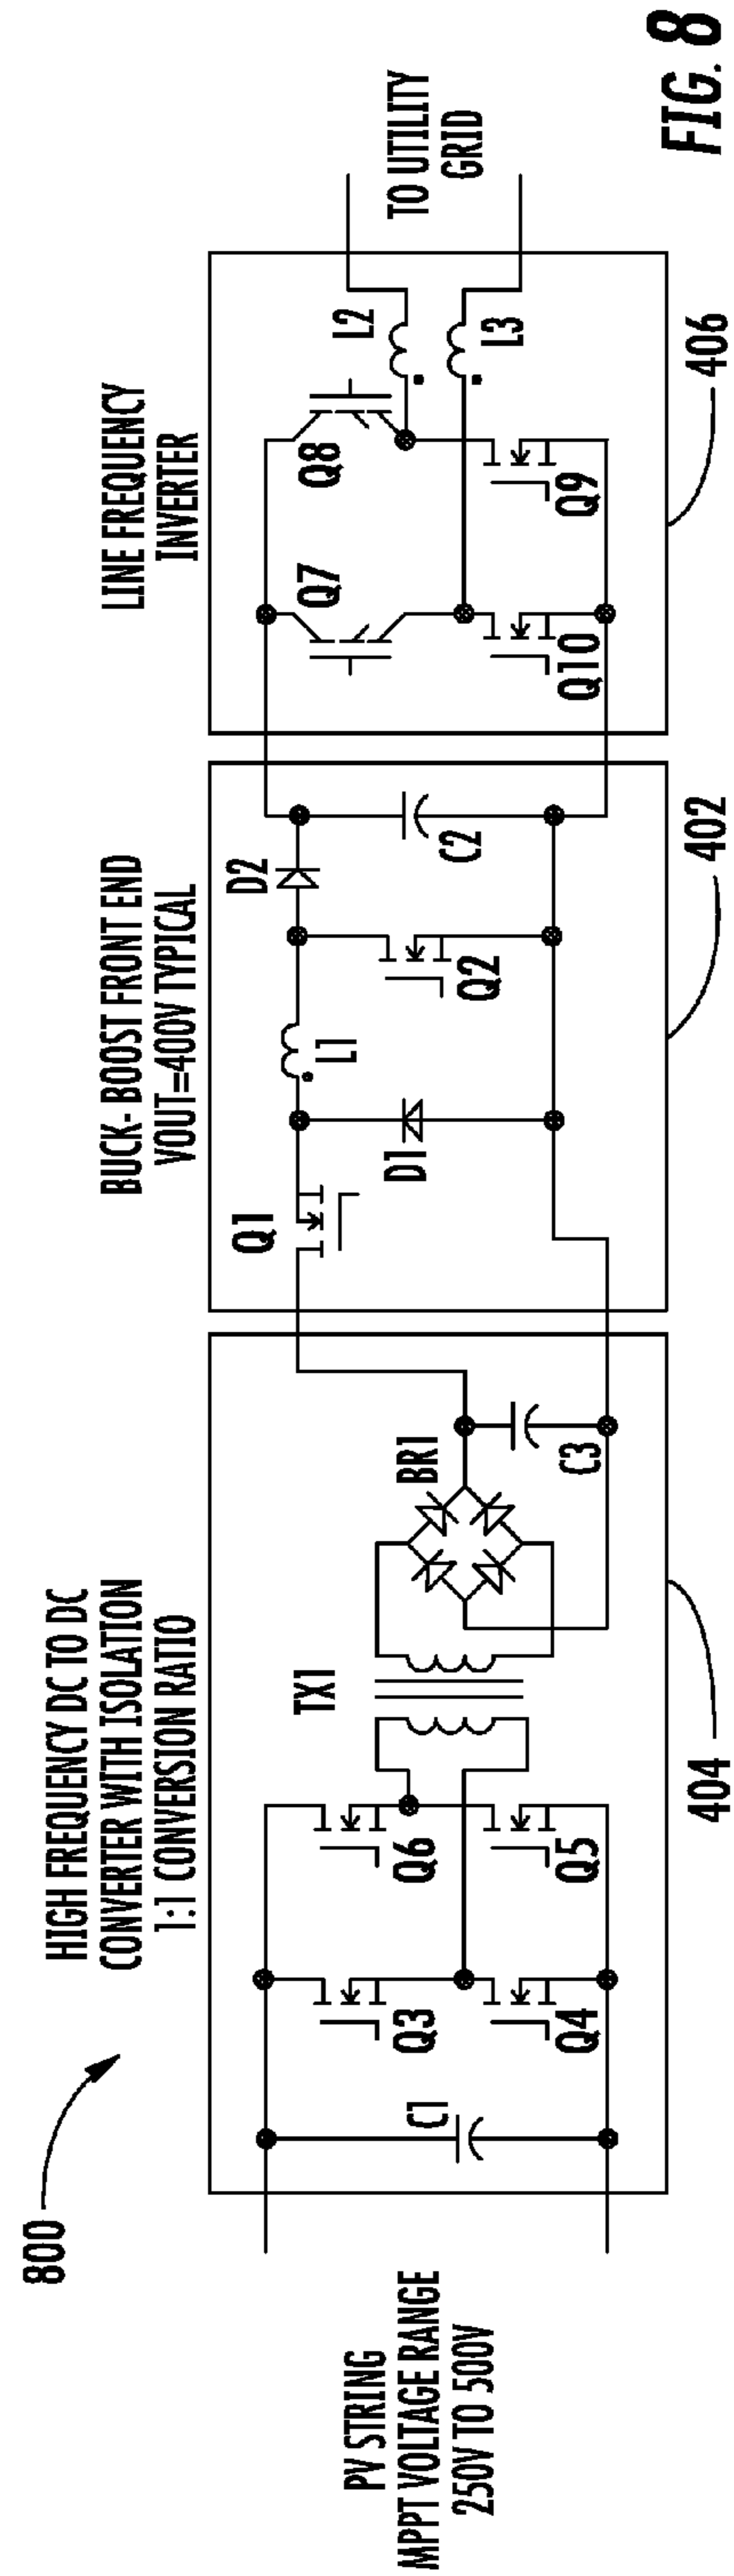 800
HIGH FREQUENCY DC TO DC
CONVERTER WITH ISOLATION
1:1 CONVERSION RATIO
BUCK- BOOST FRONT END
VOUT=400V TYPICAL
LINE FREQUENCY
INVERTER
PV STRING
MPPT VOLTAGE RANGE
250V TO 500V
C1
Q3
Q4
Q6
Q5
TX1
BR1
C3
Q1
D1
L1
Q2
D2
C2
Q7
Q10
Q8
Q9
L2
L3
TO UTILITY
GRID
404
402
406
FIG. 8